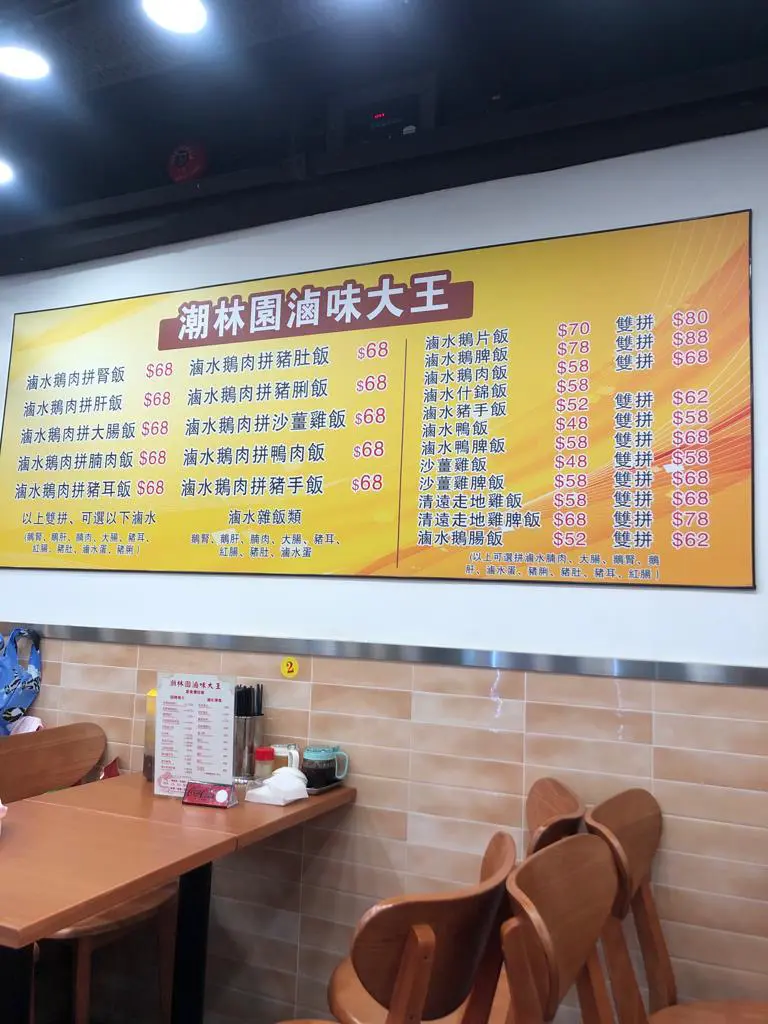 潮林園滷味大王
滷水鵝肉拼腎飯 $68
滷水鵝肉拼肝飯 $68
滷水鵝肉拼大腸飯 $68
滷水鵝肉拼腩肉飯 $68
滷水鵝肉拼豬耳飯 $68
以上雙拼、可選以下滷水
(鵝腎、鵝肝、腩肉、大腸、豬耳、
紅腸、豬肚、滷水蛋、豬脷)
滷水鵝肉拼豬肚飯 $68
滷水鵝肉拼豬脷飯 $68
滷水鵝肉拼沙薑雞飯 $68
滷水鵝肉拼鴨肉飯 $68
滷水鵝肉拼豬手飯 $68
滷水雜飯類
鵝腎、鵝肝、腩肉、大腸、豬耳、
紅腸、豬肚、滷水蛋
滷水鵝片飯 $70 雙拼 $80
滷水鵝脾飯 $78 雙拼 $88
滷水鵝肉飯 $58 雙拼 $68
滷水什錦飯 $58
滷水豬手飯 $52 雙拼 $62
滷水鴨飯 $48 雙拼 $58
滷水鴨脾飯 $58 雙拼 $68
沙薑雞飯 $48 雙拼 $58
沙薑雞脾飯 $58 雙拼 $68
清遠走地雞飯 $58 雙拼 $68
清遠走地雞脾飯 $68 雙拼 $78
滷水鵝腸飯 $52 雙拼 $62
(以上可選拼滷水腩肉、大腸、鵝腎、鵝
肝、滷水蛋、豬脷、豬肚、豬耳、紅腸)
2
潮林園滷味大王